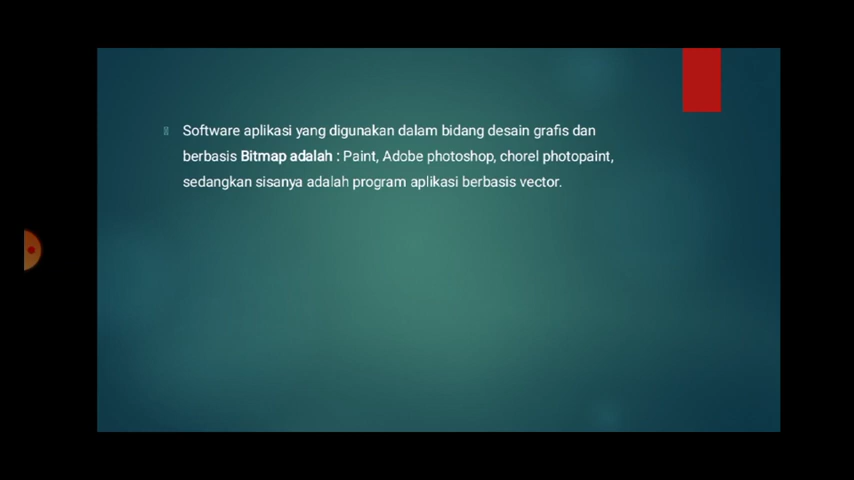 Software aplikasi yang digunakan dalam bidang desain grafis dan
berbasis Bitmap adalah : Paint, Adobe photoshop, chorel photopaint,
sedangkan sisanya adalah program aplikasi berbasis vector.